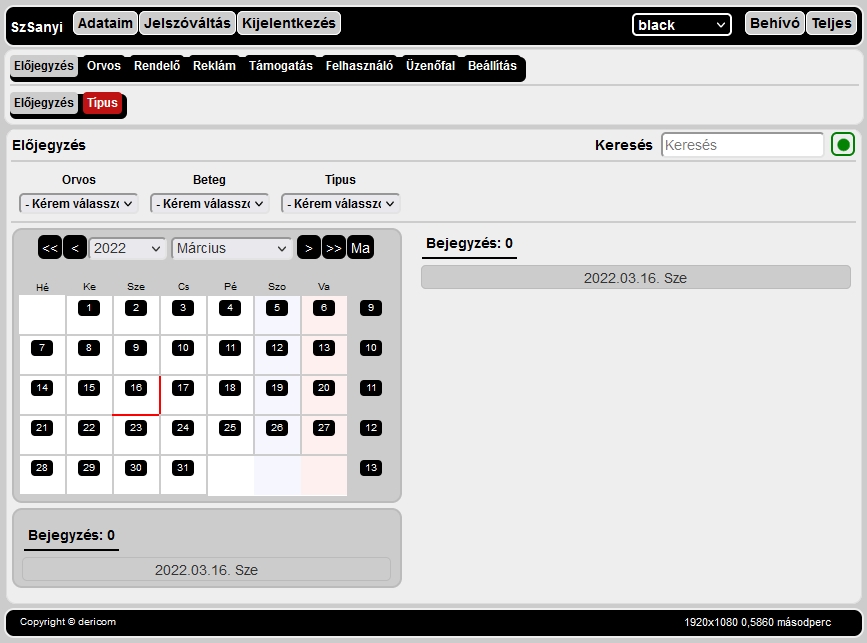 SzSanyi Adataim Jelszóváltás Kijelentkezés black Behívó Teljes
Előjegyzés Orvos Rendelő Reklám Támogatás Felhasználó Üzenőfal Beállítás
Előjegyzés Típus
Előjegyzés Keresés Keresés
Orvos Beteg Típus
- Kérem válassz - Kérem válassz - Kérem válassz
<< < 2022 Március > >> Ma
Hé Ke Sze Cs Pé Szo Va
1 2 3 4 5 6 9
7 8 9 10 11 12 13 10
14 15 16 17 18 19 20 11
21 22 23 24 25 26 27 12
28 29 30 31 13
Bejegyzés: 0
2022.03.16. Sze
Bejegyzés: 0
2022.03.16. Sze
Copyright © dericom 1920x1080 0,5860 másodperc